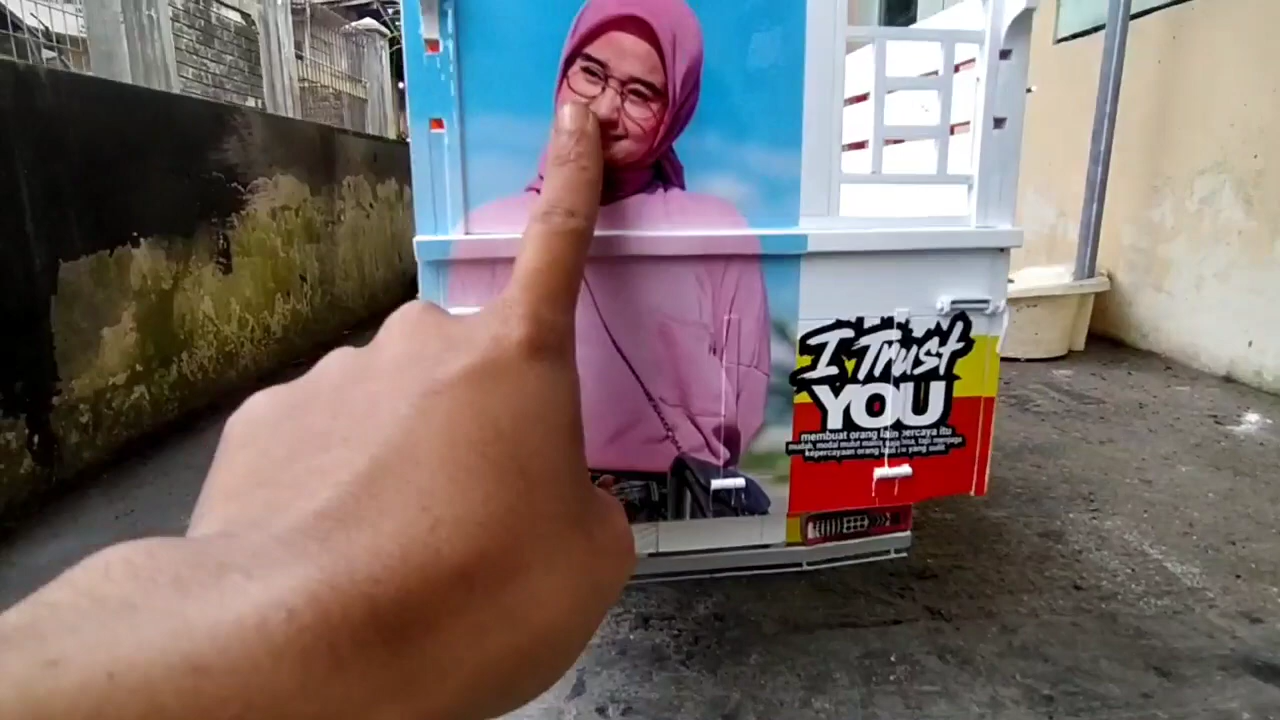 I Trust
YOU
membuat orang lain percaya itu
mudah, modal mulut manis saja bisa, tapi menjaga
kepercayaan orang lain itu yang sulit